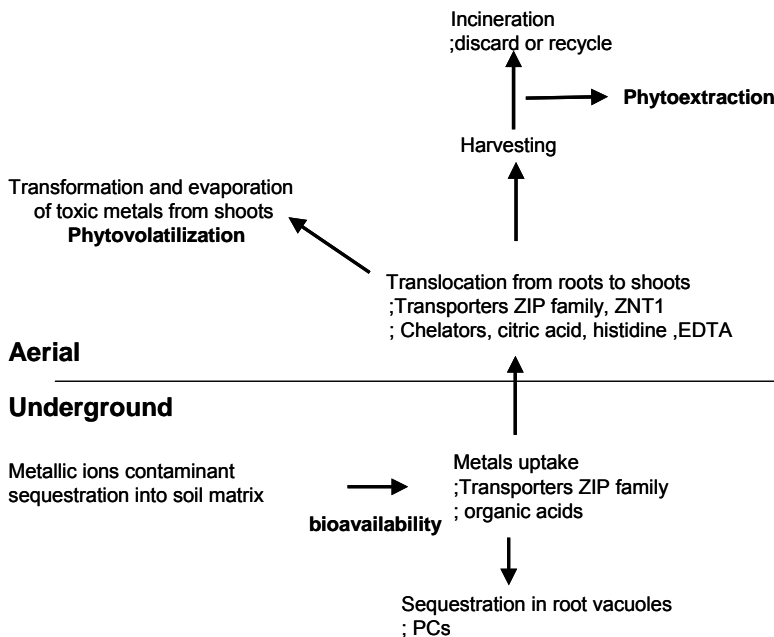 Incineration
;discard or recycle
Phytoextraction
Harvesting
Transformation and evaporation
of toxic metals from shoots
Phytovolatilization
Translocation from roots to shoots
;Transporters ZIP family, ZNT1
; Chelators, citric acid, histidine ,EDTA
Aerial
Underground
Metallic ions contaminant
sequestration into soil matrix
bioavailability
Metals uptake
;Transporters ZIP family
; organic acids
Sequestration in root vacuoles
; PCs